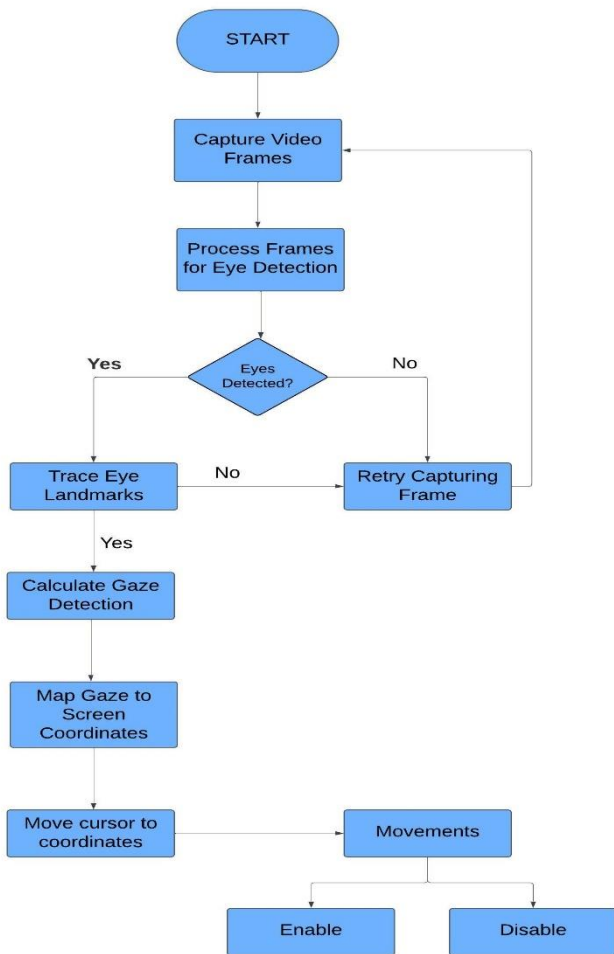 START
Capture Video
Frames
Process Frames
for Eye Detection
Eyes
Detected?
Yes
No
Trace Eye
Landmarks
No
Retry Capturing
Frame
Yes
Calculate Gaze
Detection
Map Gaze to
Screen
Coordinates
Move cursor to
coordinates
Movements
Enable
Disable